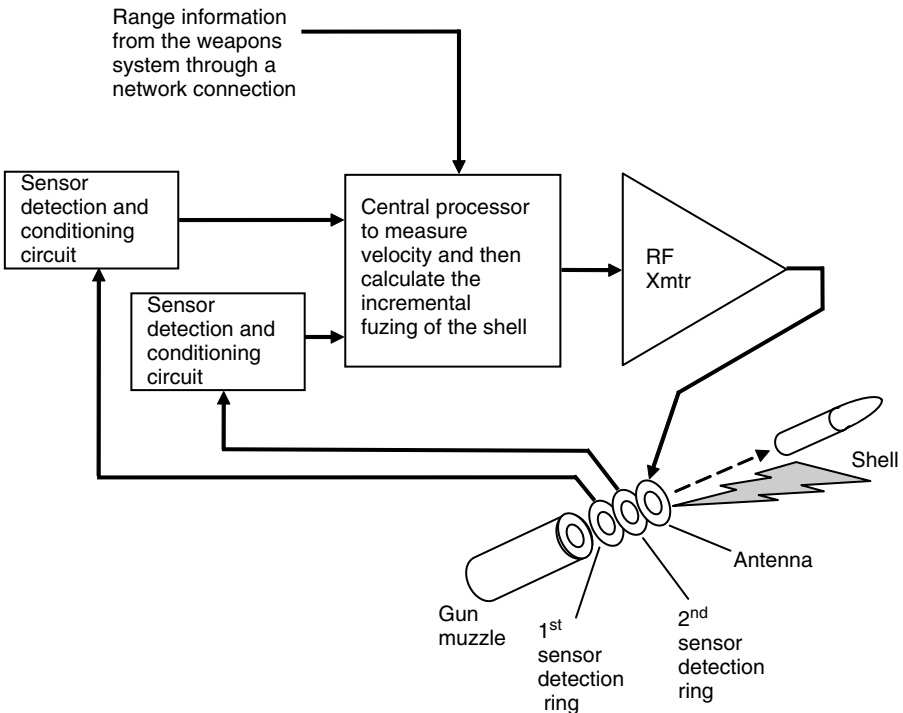 Range information
from the weapons
system through a
network connection
Sensor
detection and
conditioning
circuit
Central processor
to measure
velocity and then
calculate the
incremental
fuzing of the shell
RF
Xmtr
Sensor
detection and
conditioning
circuit
Shell
Antenna
Gun
muzzle
1st
sensor
detection
ring
2nd
sensor
detection
ring